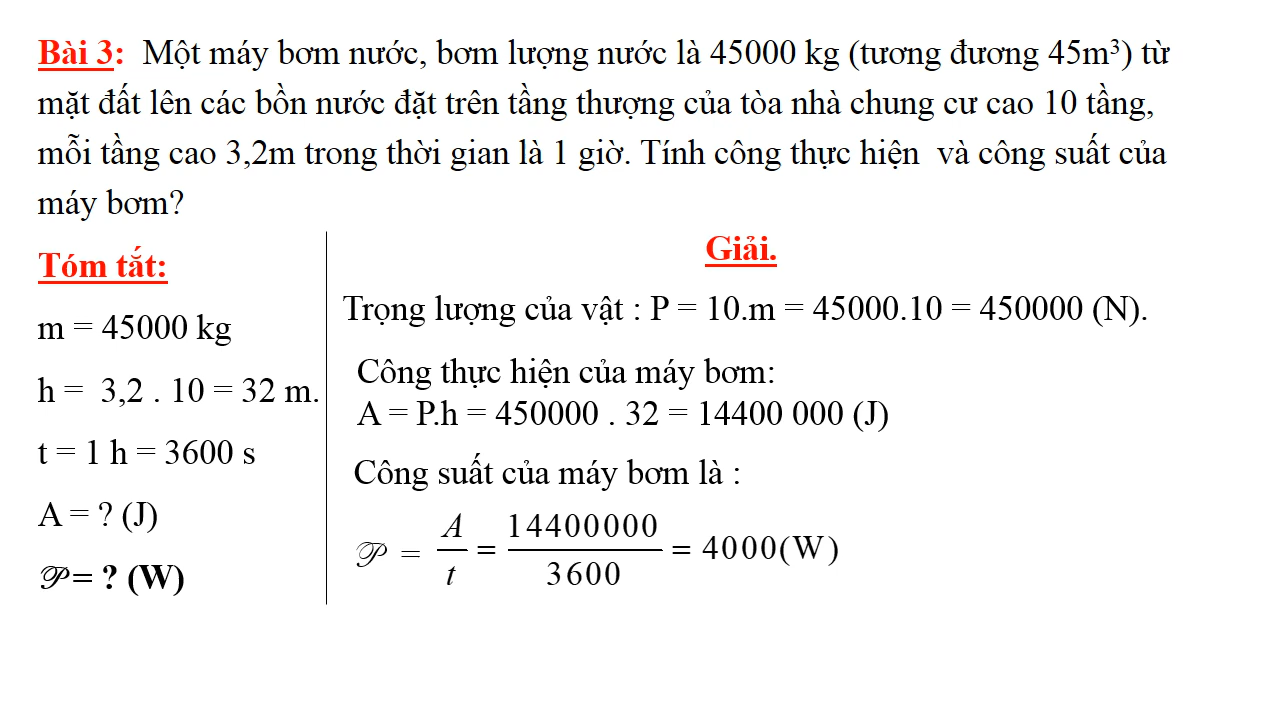 Bài 3: Một máy bơm nước, bơm lượng nước là 45000 kg (tương đương 45m³) từ
mặt đất lên các bồn nước đặt trên tầng thượng của tòa nhà chung cư cao 10 tầng,
mỗi tầng cao 3,2m trong thời gian là 1 giờ. Tính công thực hiện và công suất của
máy bơm?
Tóm tắt:
m = 45000 kg
h = 3,2 . 10 = 32 m.
t = 1 h = 3600 s
A = ? (J)
𝒫 = ? (W)
Giải.
Trọng lượng của vật : P = 10.m = 45000.10 = 450000 (N).
Công thực hiện của máy bơm:
A = P.h = 450000 . 32 = 14400 000 (J)
Công suất của máy bơm là :
𝒫 = A/t = 14400000/3600 = 4000(W)